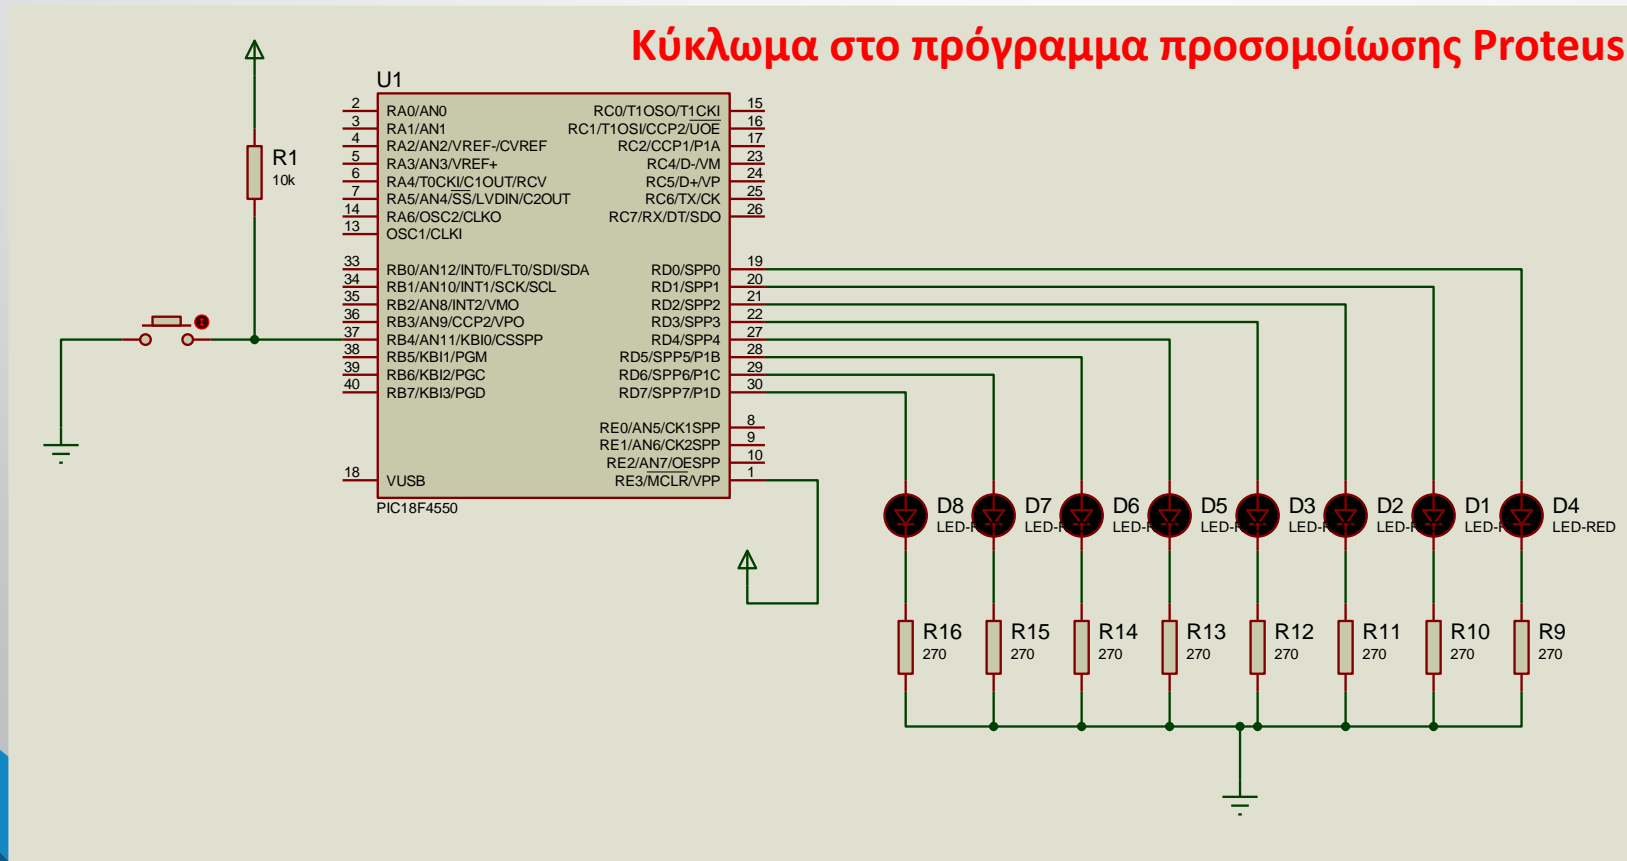 Κύκλωμα στο πρόγραμμα προσομοίωσης Proteus
U1
2 RA0/AN0
3 RA1/AN1
4 RA2/AN2/VREF-/CVREF
5 RA3/AN3/VREF+
6 RA4/T0CKI/C1OUT/RCV
7 RA5/AN4/SS/LVDIN/C2OUT
14 RA6/OSC2/CLKO
13 OSC1/CLKI
33 RB0/AN12/INT0/FLT0/SDI/SDA
34 RB1/AN10/INT1/SCK/SCL
35 RB2/AN8/INT2/VMO
36 RB3/AN9/CCP2/VPO
37 RB4/AN11/KBI0/CSSPP
38 RB5/KBI1/PGM
39 RB6/KBI2/PGC
40 RB7/KBI3/PGD
18 VUSB
RC0/T1OSO/T1CKI 15
RC1/T1OSI/CCP2/UOE 16
RC2/CCP1/P1A 17
RC4/D-/VM 23
RC5/D+/VP 24
RC6/TX/CK 25
RC7/RX/DT/SDO 26
RD0/SPP0 19
RD1/SPP1 20
RD2/SPP2 21
RD3/SPP3 22
RD4/SPP4 27
RD5/SPP5/P1B 28
RD6/SPP6/P1C 29
RD7/SPP7/P1D 30
RE0/AN5/CK1SPP 8
RE1/AN6/CK2SPP 9
RE2/AN7/OESPP 10
RE3/MCLR/VPP 1
PIC18F4550
R1
10k
D8 D7 D6 D5 D3 D2 D1 D4
LED-R LED-R LED-R LED-R LED-R LED-R LED-R LED-RED
R16 R15 R14 R13 R12 R11 R10 R9
270 270 270 270 270 270 270 270